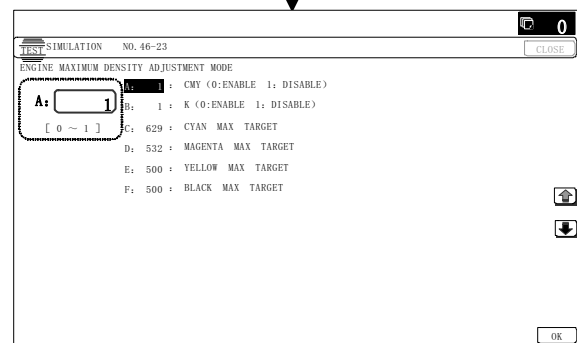 0
TEST SIMULATION NO. 46-23 CLOSE
ENGINE MAXIMUM DENSITY ADJUSTMENT MODE
A: 1
[ 0 ~ 1 ]
A: 1 : CMY (0:ENABLE 1: DISABLE)
B: 1 : K (0:ENABLE 1: DISABLE)
C: 629 : CYAN MAX TARGET
D: 532 : MAGENTA MAX TARGET
E: 500 : YELLOW MAX TARGET
F: 500 : BLACK MAX TARGET
OK